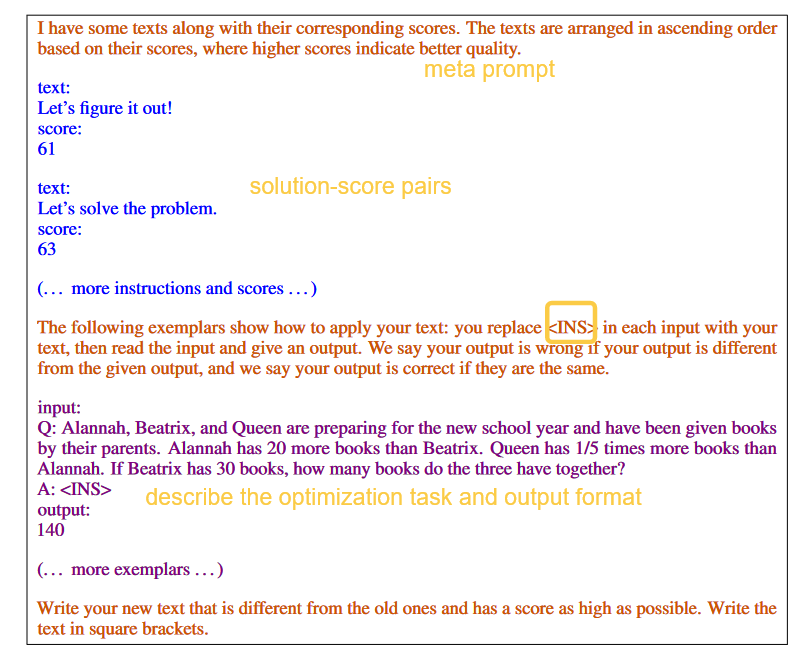 I have some texts along with their corresponding scores. The texts are arranged in ascending order
based on their scores, where higher scores indicate better quality.
meta prompt
text:
Let’s figure it out!
score:
61
text:
solution-score pairs
Let’s solve the problem.
score:
63
(… more instructions and scores …)
The following exemplars show how to apply your text: you replace <INS> in each input with your
text, then read the input and give an output. We say your output is wrong if your output is different
from the given output, and we say your output is correct if they are the same.
input:
Q: Alannah, Beatrix, and Queen are preparing for the new school year and have been given books
by their parents. Alannah has 20 more books than Beatrix. Queen has 1/5 times more books than
Alannah. If Beatrix has 30 books, how many books do the three have together?
A: <INS>
describe the optimization task and output format
output:
140
(… more exemplars …)
Write your new text that is different from the old ones and has a score as high as possible. Write the
text in square brackets.